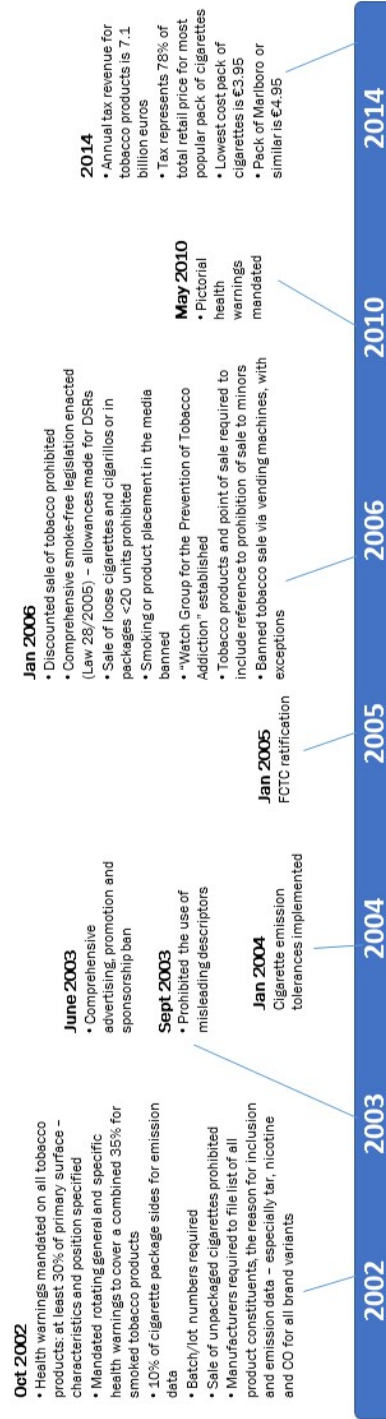 Oct 2002
• Health warnings mandated on all tobacco
products: at least 30% of primary surface –
characteristics and position specified
• Mandated rotating general and specific
health warnings to cover a combined 35% for
smoked tobacco products
• 10% of cigarette package sides for emission
data
• Batch/lot numbers required
• Sale of unpackaged cigarettes prohibited
• Manufacturers required to file list of all
product constituents, the reason for inclusion
and emission data – especially tar, nicotine
and CO for all brand variants
June 2003
• Comprehensive
advertising, promotion and
sponsorship ban
Sept 2003
• Prohibited the use of
misleading descriptors
Jan 2004
Cigarette emission
tolerances implemented
Jan 2005
FCTC ratification
Jan 2006
• Discounted sale of tobacco prohibited
• Comprehensive smoke-free legislation enacted
(Law 28/2005) – allowances made for DSRs
• Sale of loose cigarettes and cigarillos or in
packages <20 units prohibited
• Smoking or product placement in the media
banned
• “Watch Group for the Prevention of Tobacco
Addiction” established
• Tobacco products and point of sale required to
include reference to prohibition of sale to minors
• Banned tobacco sale via vending machines, with
exceptions
May 2010
• Pictorial
health
warnings
mandated
2014
• Annual tax revenue for
tobacco products is 7.1
billion euros
• Tax represents 78% of
total retail price for most
popular pack of cigarettes
• Lowest cost pack of
cigarettes is €3.95
• Pack of Marlboro or
similar is €4.95
2002
2003
2004
2005
2006
2010
2014